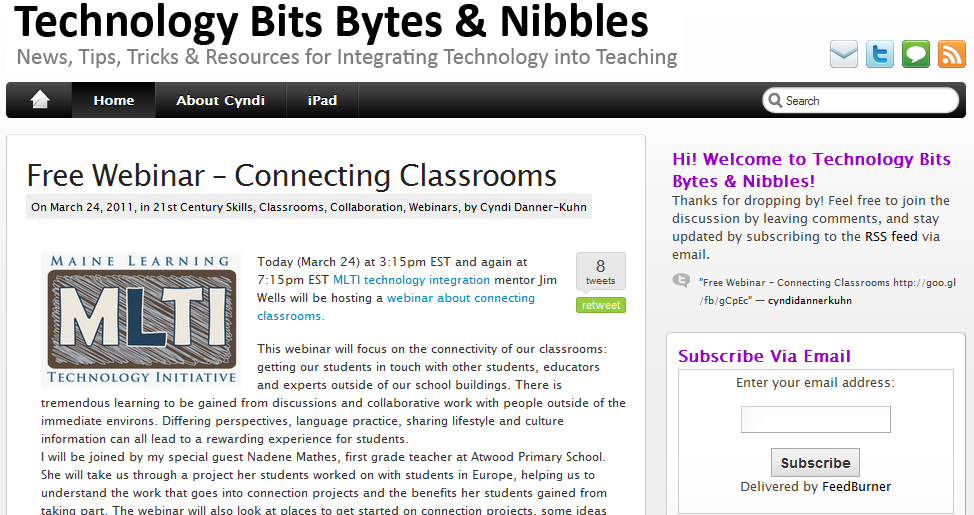 Technology Bits Bytes & Nibbles
News, Tips, Tricks & Resources for Integrating Technology into Teaching
Home
About Cyndi
iPad
Search
Free Webinar – Connecting Classrooms
On March 24, 2011, in 21st Century Skills, Classrooms, Collaboration, Webinars, by Cyndi Danner-Kuhn
MAINE LEARNING
MLTI
TECHNOLOGY INITIATIVE
Today (March 24) at 3:15pm EST and again at
7:15pm EST MLTI technology integration mentor Jim
Wells will be hosting a webinar about connecting
classrooms.
8
tweets
retweet
This webinar will focus on the connectivity of our classrooms:
getting our students in touch with other students, educators
and experts outside of our school buildings. There is
tremendous learning to be gained from discussions and collaborative work with people outside of the
immediate environs. Differing perspectives, language practice, sharing lifestyle and culture
information can all lead to a rewarding experience for students.
I will be joined by my special guest Nadene Mathes, first grade teacher at Atwood Primary School.
She will take us through a project her students worked on with students in Europe, helping us to
understand the work that goes into connection projects and the benefits her students gained from
taking part. The webinar will also look at places to get started on connection projects, some ideas
Hi! Welcome to Technology Bits
Bytes & Nibbles!
Thanks for dropping by! Feel free to join the
discussion by leaving comments, and stay
updated by subscribing to the RSS feed via
email.
"Free Webinar – Connecting Classrooms http://goo.gl
/fb/gCpEc" — cyndidannerkuhn
Subscribe Via Email
Enter your email address:
Subscribe
Delivered by FeedBurner